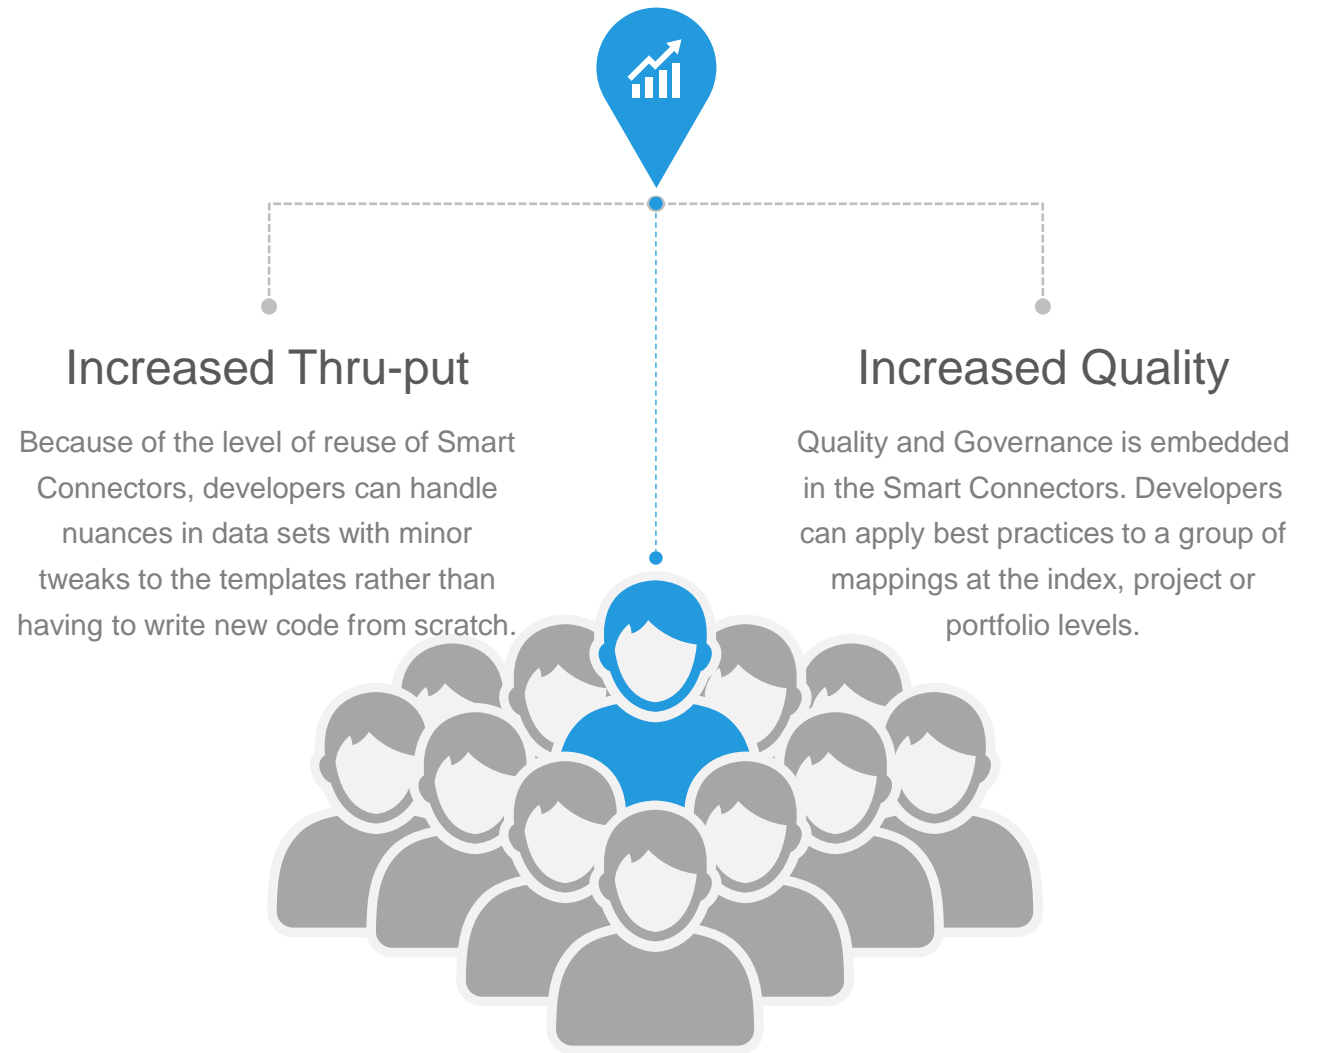 Increased Thru-put
Because of the level of reuse of Smart
Connectors, developers can handle
nuances in data sets with minor
tweaks to the templates rather than
having to write new code from scratch.
Increased Quality
Quality and Governance is embedded
in the Smart Connectors. Developers
can apply best practices to a group of
mappings at the index, project or
portfolio levels.